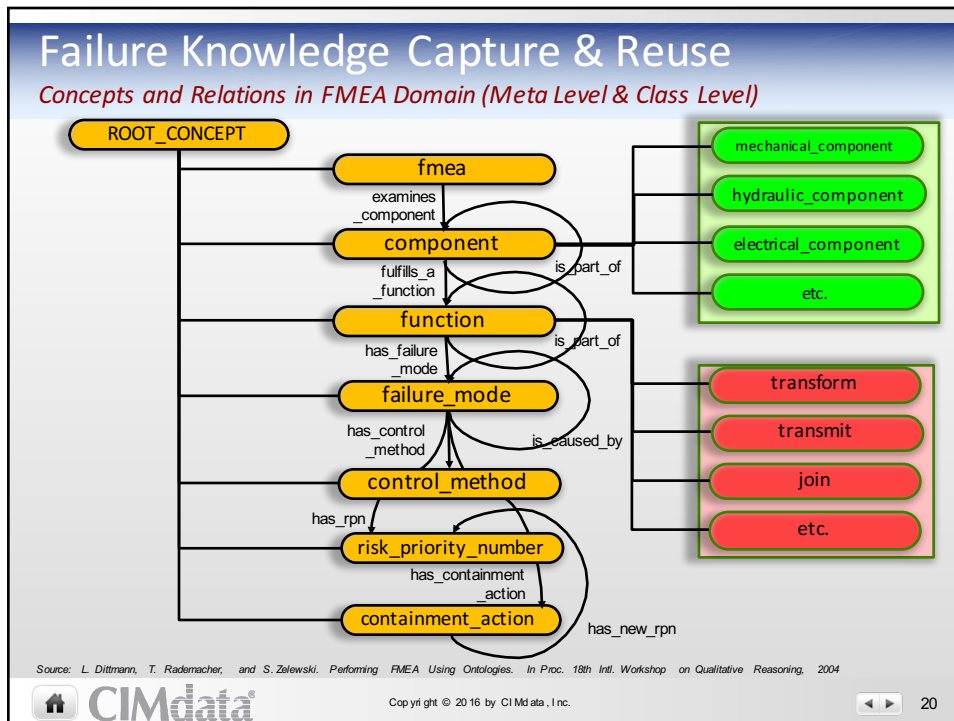 Failure Knowledge Capture & Reuse
Concepts and Relations in FMEA Domain (Meta Level & Class Level)
ROOT_CONCEPT
fmea
examines
_component
component
is_part_of
fulfills_a
_function
function
is_part_of
has_failure
_mode
failure_mode
is_caused_by
has_control
_method
control_method
has_rpn
risk_priority_number
has_containment
_action
containment_action
has_new_rpn
mechanical_component
hydraulic_component
electrical_component
etc.
transform
transmit
join
etc.
Source: L. Dittmann, T. Rademacher, and S. Zelewski. Performing FMEA Using Ontologies. In Proc. 18th Intl. Workshop on Qualitative Reasoning, 2004
CIMdata®
Copyright © 2016 by CIMdata, Inc.
20